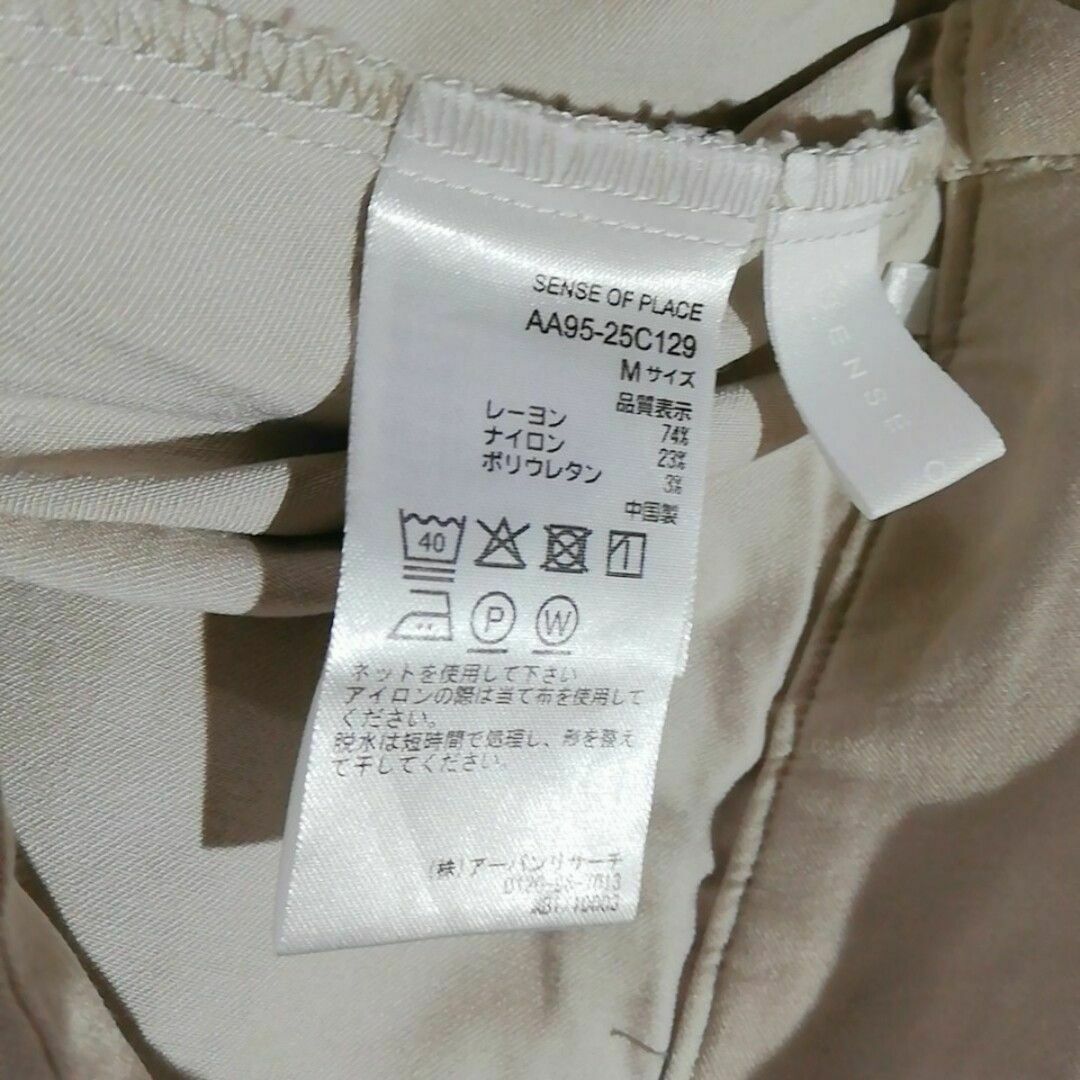 SENSE OF PLACE
AA95-25C129
Mサイズ
品質表示
レーヨン 74%
ナイロン 23%
ポリウレタン 3%
中国製
40
P W
ネットを使用して下さい
アイロンの際は当て布を使用して
ください。
脱水は短時間で処理し、形を整え
て干してください。
(株)アーバンリサーチ
SENSE